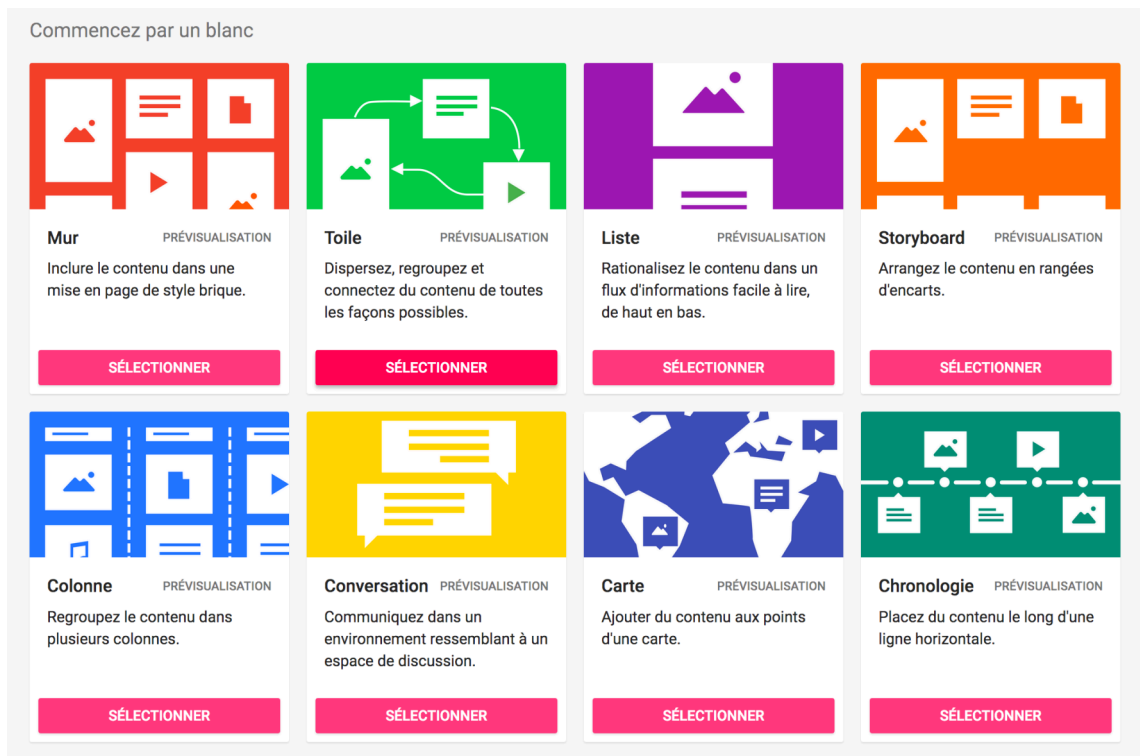 Commencez par un blanc
Mur PRÉVISUALISATION
Inclure le contenu dans une
mise en page de style brique.
SÉLECTIONNER
Toile PRÉVISUALISATION
Dispersez, regroupez et
connectez du contenu de toutes
les façons possibles.
SÉLECTIONNER
Liste PRÉVISUALISATION
Rationalisez le contenu dans un
flux d'informations facile à lire,
de haut en bas.
SÉLECTIONNER
Storyboard PRÉVISUALISATION
Arrangez le contenu en rangées
d'encarts.
SÉLECTIONNER
Colonne PRÉVISUALISATION
Regroupez le contenu dans
plusieurs colonnes.
SÉLECTIONNER
Conversation PRÉVISUALISATION
Communiquez dans un
environnement ressemblant à un
espace de discussion.
SÉLECTIONNER
Carte PRÉVISUALISATION
Ajouter du contenu aux points
d'une carte.
SÉLECTIONNER
Chronologie PRÉVISUALISATION
Placez du contenu le long d'une
ligne horizontale.
SÉLECTIONNER